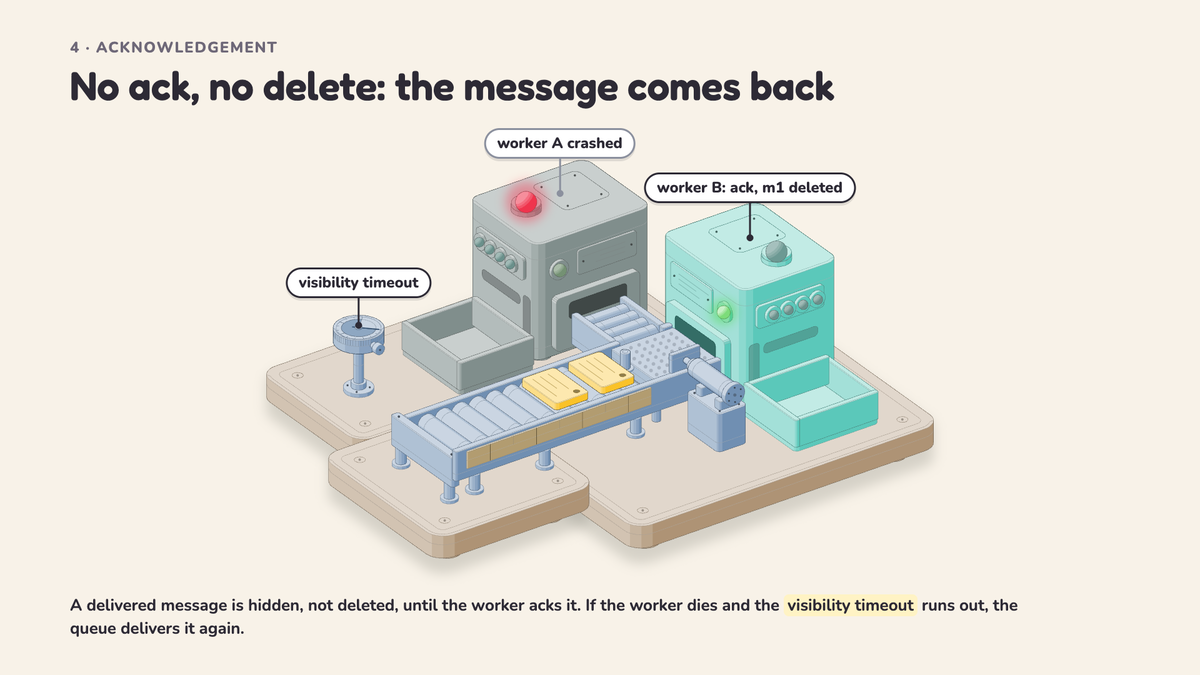 4 · ACKNOWLEDGEMENT
No ack, no delete: the message comes back
worker A crashed
worker B: ack, m1 deleted
visibility timeout
A delivered message is hidden, not deleted, until the worker acks it. If the worker dies and the visibility timeout runs out, the
queue delivers it again.